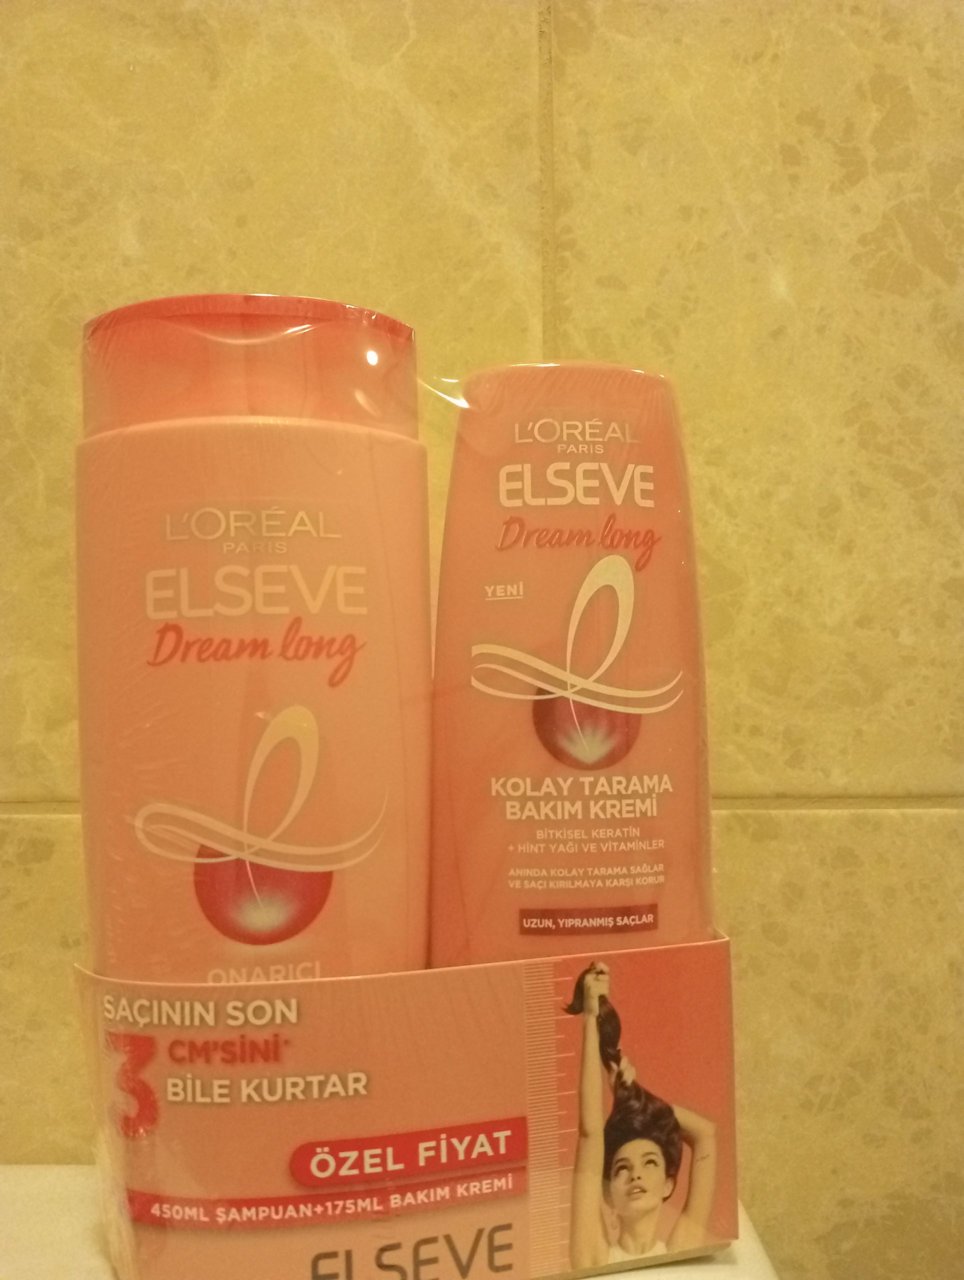 L'ORÉAL
PARIS
ELSEVE
Dream long
ONARICI
L'ORÉAL
PARIS
ELSEVE
Dream long
YENİ
KOLAY TARAMA
BAKIM KREMİ
BİTKİSEL KERATİN
+ HİNT YAĞI VE VİTAMİNLER
ANINDA KOLAY TARAMA SAĞLAR
VE SAÇI KIRILMAYA KARŞI KORUR
UZUN, YIPRANMIŞ SAÇLAR
SAÇININ SON
3 CM'SİNİ*
BİLE KURTAR
ÖZEL FİYAT
450ML ŞAMPUAN+175ML BAKIM KREMİ
ELSEVE